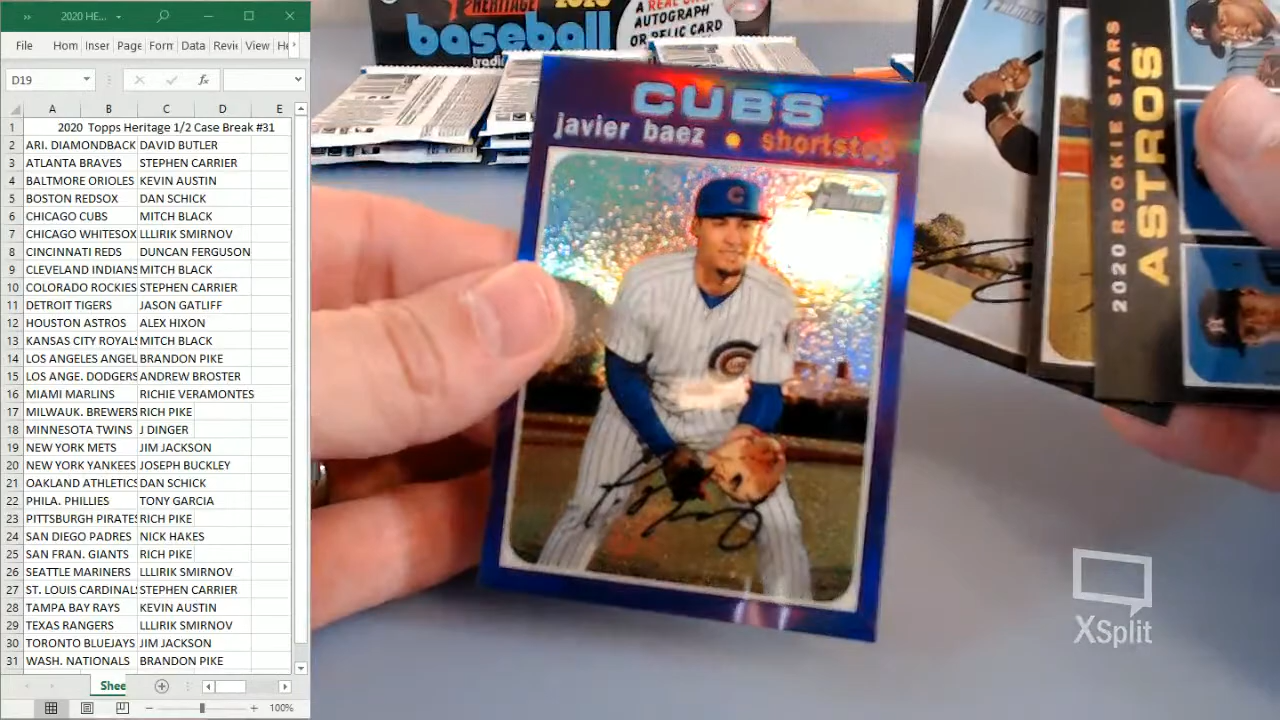 2020 HE...
File Hom Inser Page Form Data Revie View He
D19
fx
A B C D E
1 2020 Topps Heritage 1/2 Case Break #31
2 ARI. DIAMONDBACK DAVID BUTLER
3 ATLANTA BRAVES STEPHEN CARRIER
4 BALTMORE ORIOLES KEVIN AUSTIN
5 BOSTON REDSOX DAN SCHICK
6 CHICAGO CUBS MITCH BLACK
7 CHICAGO WHITESOX LLLIRIK SMIRNOV
8 CINCINNTI REDS DUNCAN FERGUSON
9 CLEVELAND INDIANS MITCH BLACK
10 COLORADO ROCKIES STEPHEN CARRIER
11 DETROIT TIGERS JASON GATLIFF
12 HOUSTON ASTROS ALEX HIXON
13 KANSAS CITY ROYALS MITCH BLACK
14 LOS ANGELES ANGEL BRANDON PIKE
15 LOS ANGE. DODGERS ANDREW BROSTER
16 MIAMI MARLINS RICHIE VERAMONTES
17 MILWAUK. BREWERS RICH PIKE
18 MINNESOTA TWINS J DINGER
19 NEW YORK METS JIM JACKSON
20 NEW YORK YANKEES JOSEPH BUCKLEY
21 OAKLAND ATHLETICS DAN SCHICK
22 PHILA. PHILLIES TONY GARCIA
23 PITTSBURGH PIRATES RICH PIKE
24 SAN DIEGO PADRES NICK HAKES
25 SAN FRAN. GIANTS RICH PIKE
26 SEATTLE MARINERS LLLIRIK SMIRNOV
27 ST. LOUIS CARDINAL STEPHEN CARRIER
28 TAMPA BAY RAYS KEVIN AUSTIN
29 TEXAS RANGERS LLLIRIK SMIRNOV
30 TORONTO BLUEJAYS JIM JACKSON
31 WASH. NATIONALS BRANDON PIKE
Shee
100%
HERITAGE 2020
baseball
tradi
A REAL ONE
AUTOGRAPH
OR RELIC CARD
CUBS
javier baez shortstop
C
2020 ROOKIE STARS
ASTROS
XSplit